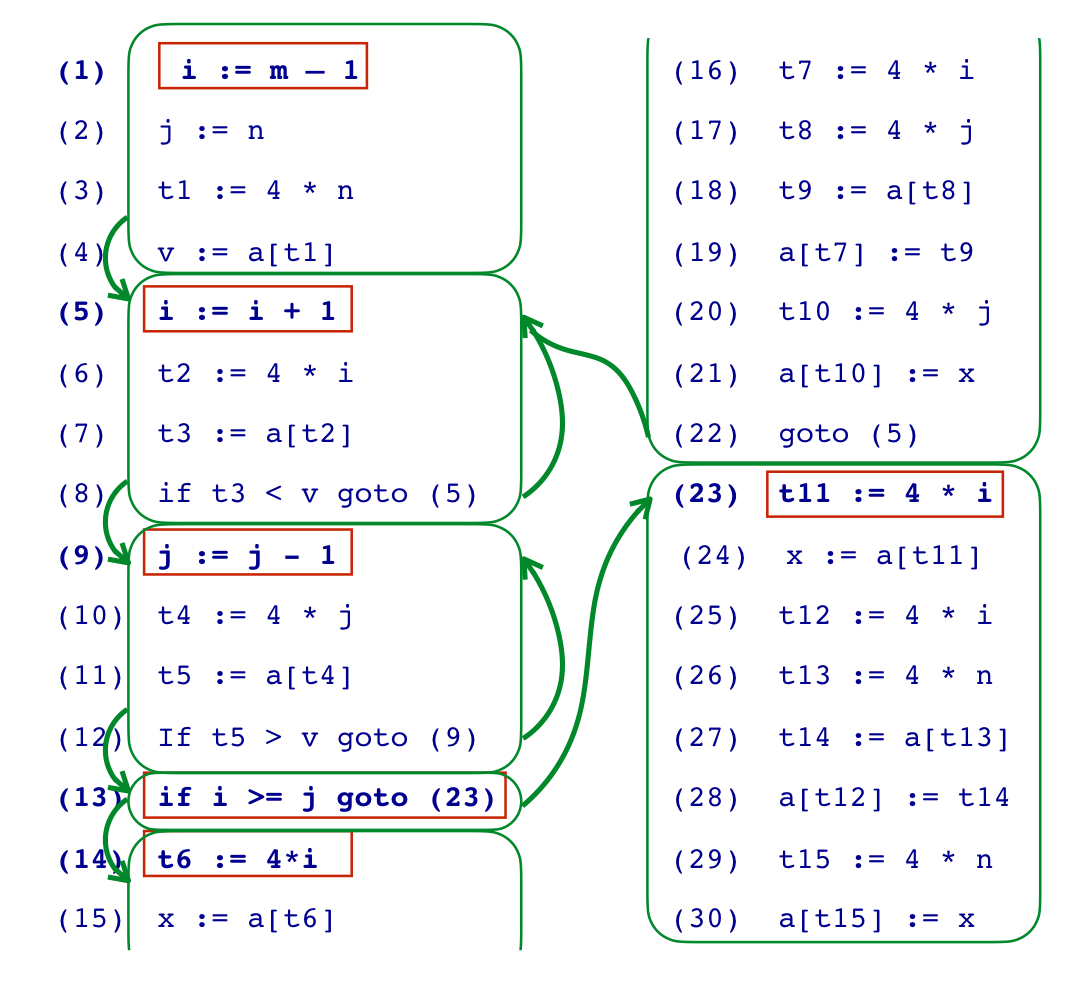 (1) i := m – 1
(2) j := n
(3) t1 := 4 * n
(4) v := a[t1]
(5) i := i + 1
(6) t2 := 4 * i
(7) t3 := a[t2]
(8) if t3 < v goto (5)
(9) j := j - 1
(10) t4 := 4 * j
(11) t5 := a[t4]
(12) If t5 > v goto (9)
(13) if i >= j goto (23)
(14) t6 := 4*i
(15) x := a[t6]
(16) t7 := 4 * i
(17) t8 := 4 * j
(18) t9 := a[t8]
(19) a[t7] := t9
(20) t10 := 4 * j
(21) a[t10] := x
(22) goto (5)
(23) t11 := 4 * i
(24) x := a[t11]
(25) t12 := 4 * i
(26) t13 := 4 * n
(27) t14 := a[t13]
(28) a[t12] := t14
(29) t15 := 4 * n
(30) a[t15] := x